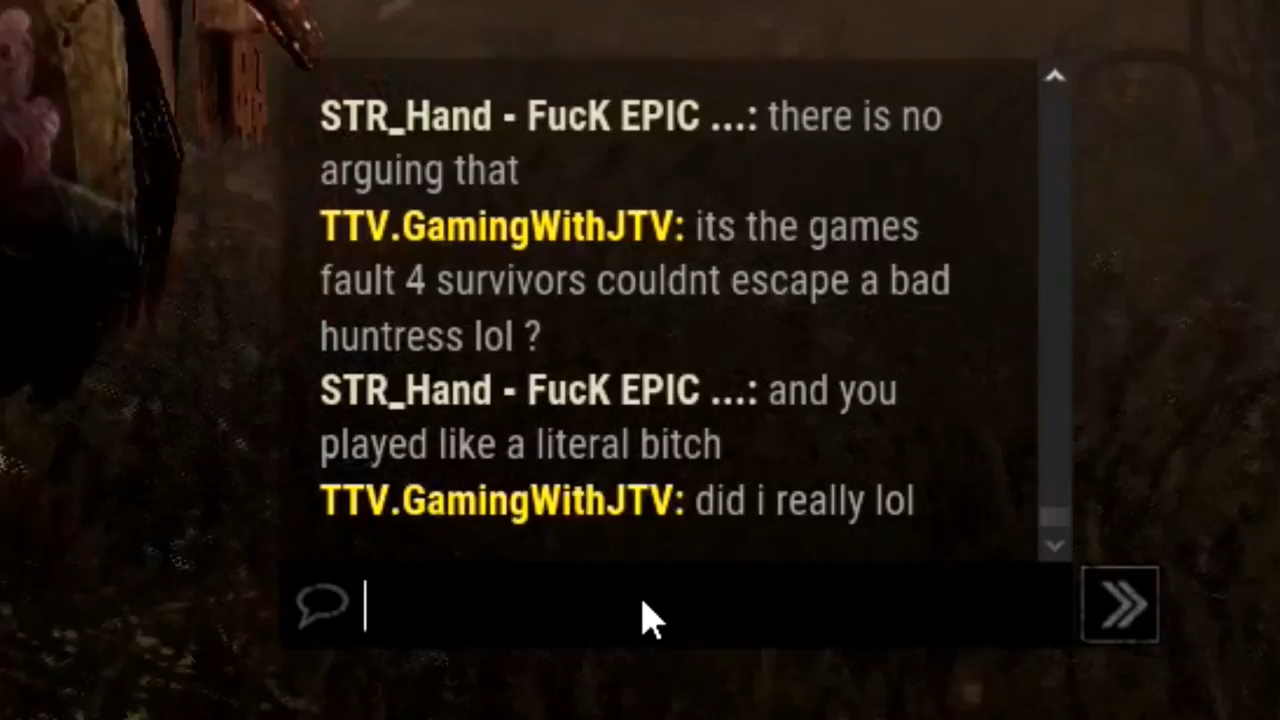 STR_Hand - FucK EPIC ...: there is no
arguing that
TTV.GamingWithJTV: its the games
fault 4 survivors couldnt escape a bad
huntress lol ?
STR_Hand - FucK EPIC ...: and you
played like a literal bitch
TTV.GamingWithJTV: did i really lol